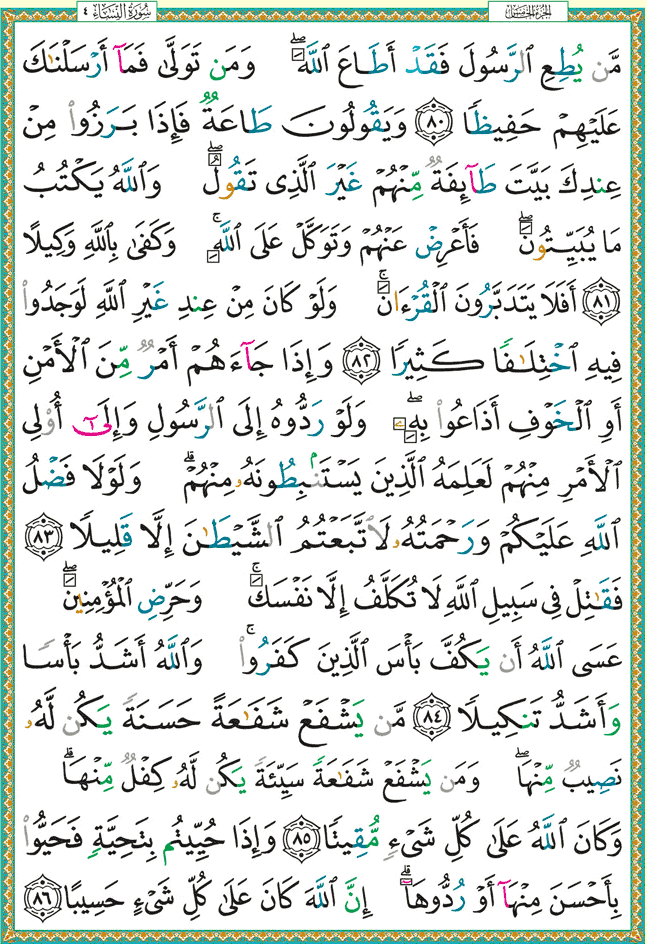 الجزء الخامس
سورة النساء ٤
مَّن يُطِعِ ٱلرَّسُولَ فَقَدْ أَطَاعَ ٱللَّهَ ۖ وَمَن تَوَلَّىٰ فَمَآ أَرْسَلْنَٰكَ
عَلَيْهِمْ حَفِيظًا ٨٠ وَيَقُولُونَ طَاعَةٌ فَإِذَا بَرَزُوا۟ مِنْ
عِندِكَ بَيَّتَ طَآئِفَةٌ مِّنْهُمْ غَيْرَ ٱلَّذِى تَقُولُ ۖ وَٱللَّهُ يَكْتُبُ
مَا يُبَيِّتُونَ ۖ فَأَعْرِضْ عَنْهُمْ وَتَوَكَّلْ عَلَى ٱللَّهِ ۚ وَكَفَىٰ بِٱللَّهِ وَكِيلًا
٨١ أَفَلَا يَتَدَبَّرُونَ ٱلْقُرْءَانَ ۚ وَلَوْ كَانَ مِنْ عِندِ غَيْرِ ٱللَّهِ لَوَجَدُوا۟
فِيهِ ٱخْتِلَٰفًا كَثِيرًا ٨٢ وَإِذَا جَآءَهُمْ أَمْرٌ مِّنَ ٱلْأَمْنِ
أَوِ ٱلْخَوْفِ أَذَاعُوا۟ بِهِۦ ۖ وَلَوْ رَدُّوهُ إِلَى ٱلرَّسُولِ وَإِلَىٰٓ أُو۟لِى
ٱلْأَمْرِ مِنْهُمْ لَعَلِمَهُ ٱلَّذِينَ يَسْتَنۢبِطُونَهُۥ مِنْهُمْ ۗ وَلَوْلَا فَضْلُ
ٱللَّهِ عَلَيْكُمْ وَرَحْمَتُهُۥ لَٱتَّبَعْتُمُ ٱلشَّيْطَٰنَ إِلَّا قَلِيلًا ٨٣
فَقَٰتِلْ فِى سَبِيلِ ٱللَّهِ لَا تُكَلَّفُ إِلَّا نَفْسَكَ ۚ وَحَرِّضِ ٱلْمُؤْمِنِينَ ۖ
عَسَى ٱللَّهُ أَن يَكُفَّ بَأْسَ ٱلَّذِينَ كَفَرُوا۟ ۚ وَٱللَّهُ أَشَدُّ بَأْسًا
وَأَشَدُّ تَنكِيلًا ٨٤ مَّن يَشْفَعْ شَفَٰعَةً حَسَنَةً يَكُن لَّهُۥ
نَصِيبٌ مِّنْهَا ۖ وَمَن يَشْفَعْ شَفَٰعَةً سَيِّئَةً يَكُن لَّهُۥ كِفْلٌ مِّنْهَا ۗ
وَكَانَ ٱللَّهُ عَلَىٰ كُلِّ شَىْءٍ مُّقِيتًا ٨٥ وَإِذَا حُيِّيتُم بِتَحِيَّةٍ فَحَيُّوا۟
بِأَحْسَنَ مِنْهَآ أَوْ رُدُّوهَآ ۗ إِنَّ ٱللَّهَ كَانَ عَلَىٰ كُلِّ شَىْءٍ حَسِيبًا ٨٦